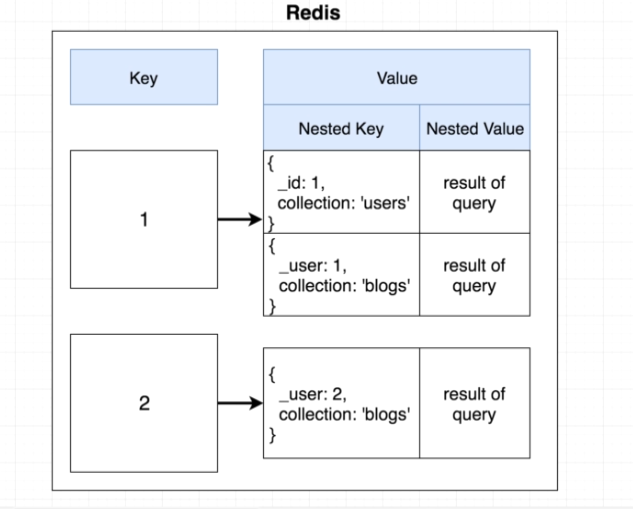 Redis
Key
Value
Nested Key
Nested Value
1
{
_id: 1,
collection: 'users'
}
result of
query
{
_user: 1,
collection: 'blogs'
}
result of
query
2
{
_user: 2,
collection: 'blogs'
}
result of
query